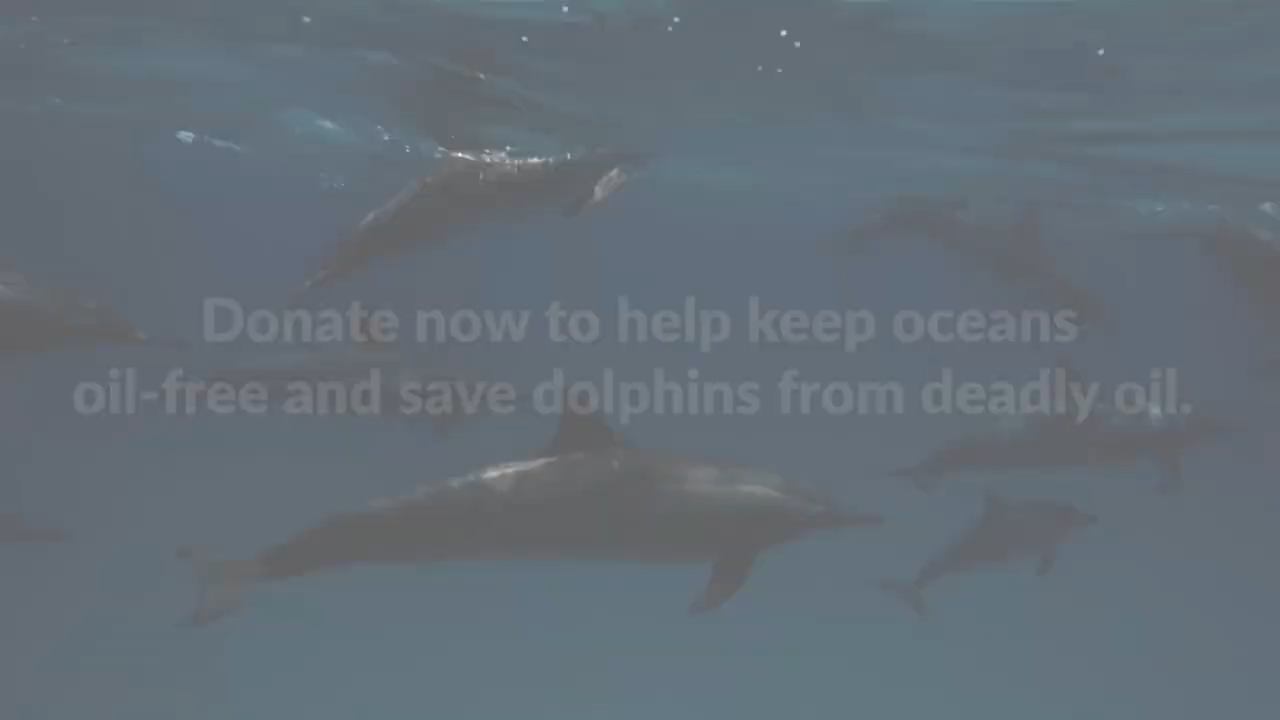 Donate now to help keep oceans
oil-free and save dolphins from deadly oil.